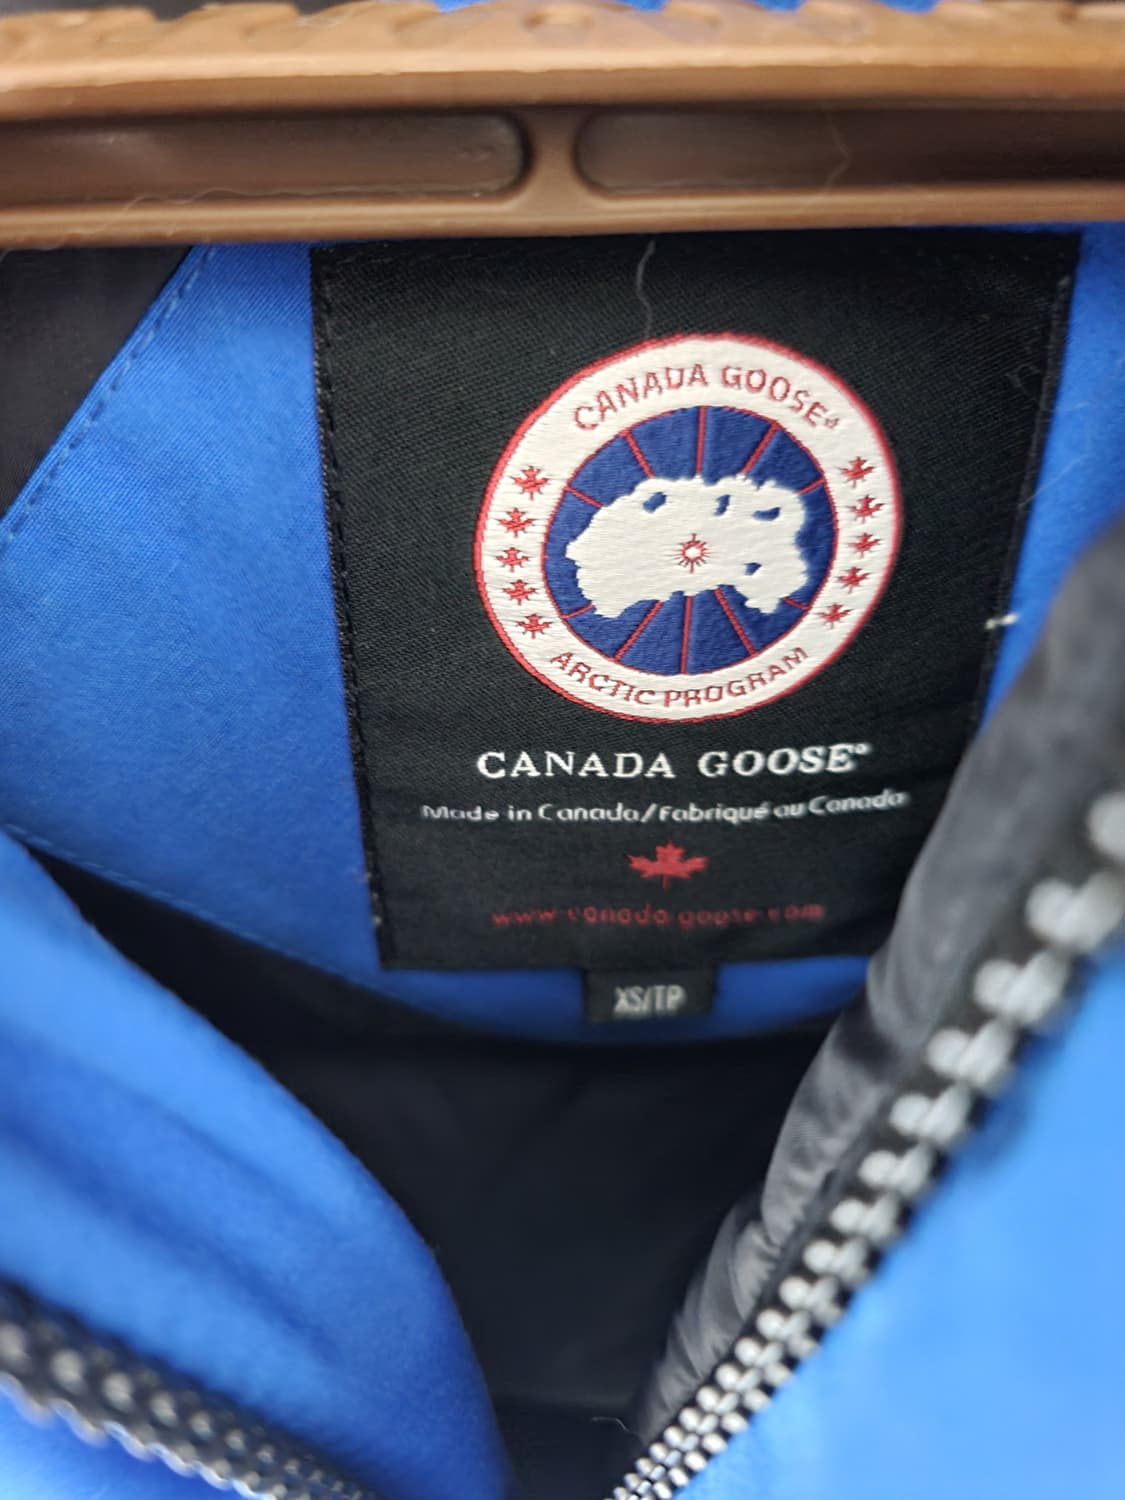 CANADA GOOSE®
ARCTIC PROGRAM
CANADA GOOSE®
Made in Canada/Fabriqué au Canada
www.canada-goose.com
XS/TP